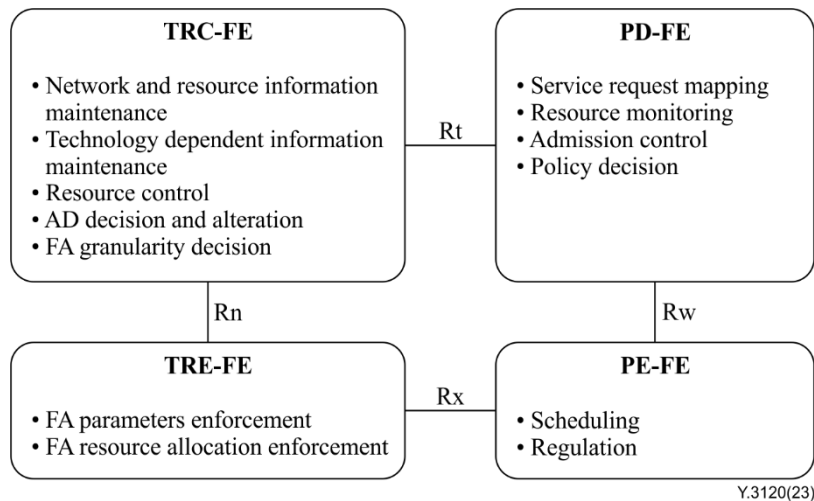 TRC-FE
• Network and resource information
maintenance
• Technology dependent information
maintenance
• Resource control
• AD decision and alteration
• FA granularity decision
Rt
PD-FE
• Service request mapping
• Resource monitoring
• Admission control
• Policy decision
Rn
Rw
TRE-FE
• FA parameters enforcement
• FA resource allocation enforcement
Rx
PE-FE
• Scheduling
• Regulation
Y.3120(23)